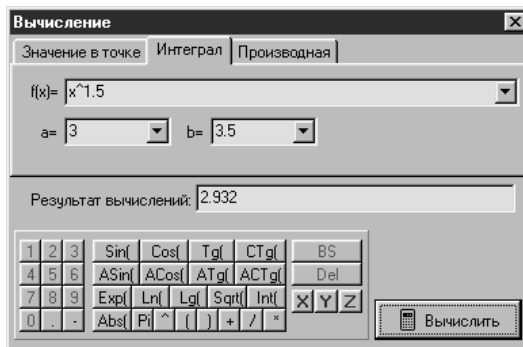 Вычисление
Значение в точке Интеграл Производная
f(x)= x^1.5
a= 3 b= 3.5
Результат вычислений: 2.932
1 2 3 Sin( Cos( Tg( CTg( BS
4 5 6 ASin( ACos( ATg( ACTg( Del
7 8 9 Exp( Ln( Lg( Sqrt( Int( X Y Z
0 . - Abs( Pi ^ ( ) + / *
Вычислить